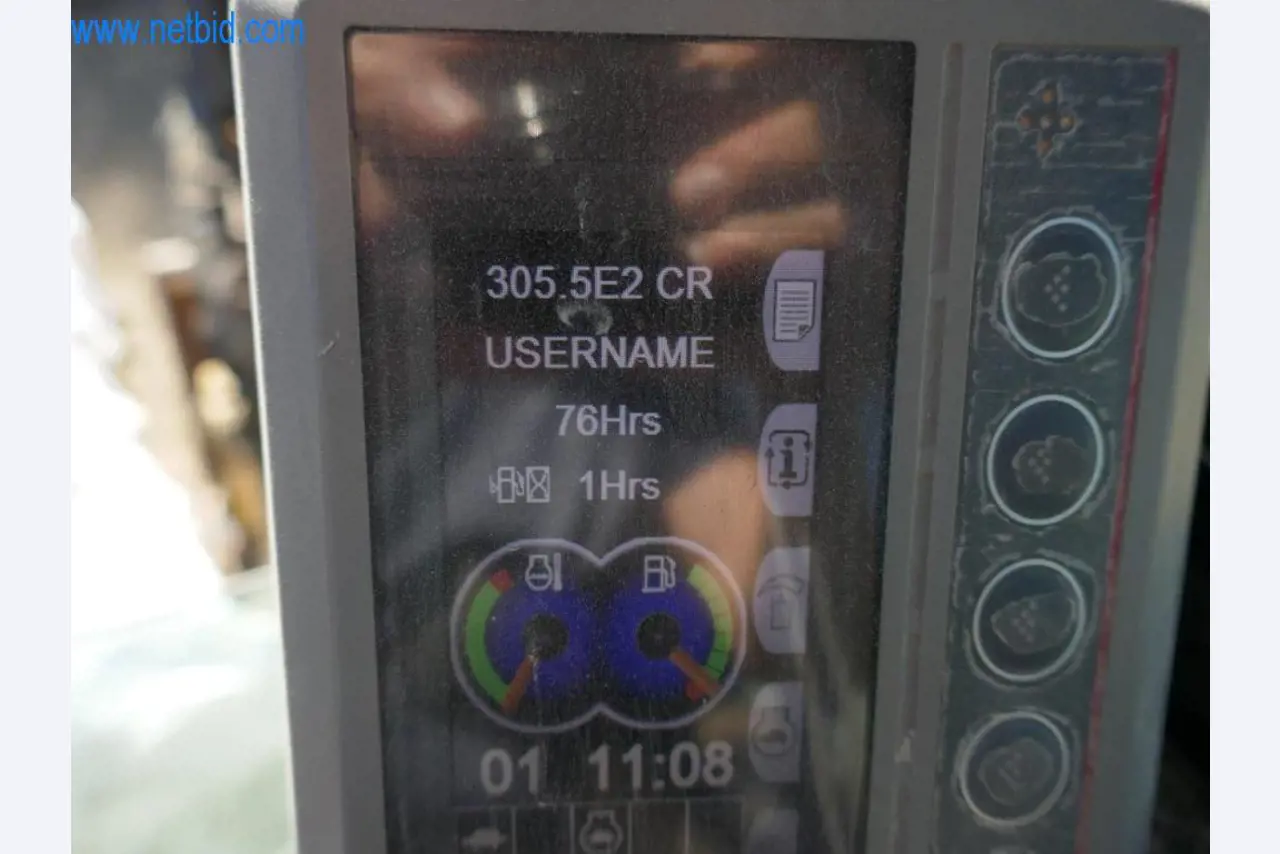 www.netbid.com
305.5E2 CR
USERNAME
76Hrs
1Hrs
01 11:08